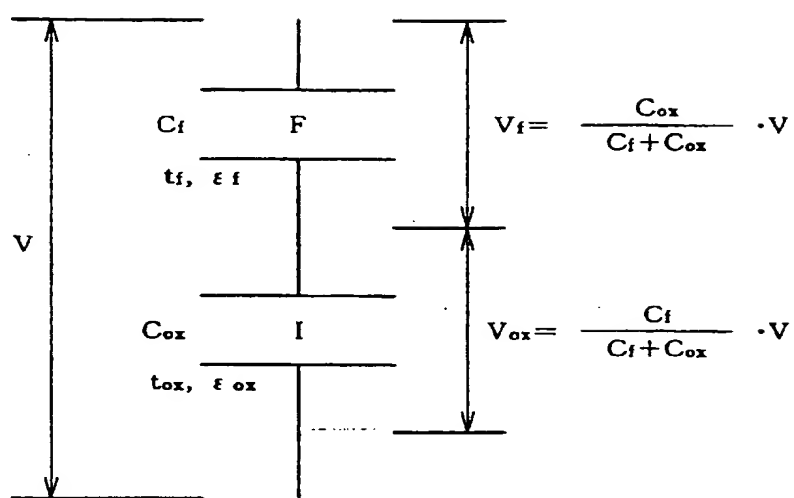 V
Cf
F
tf, εf
Vf= Cox / Cf+Cox ·V
Cox
I
tox, εox
Vox= Cf / Cf+Cox ·V